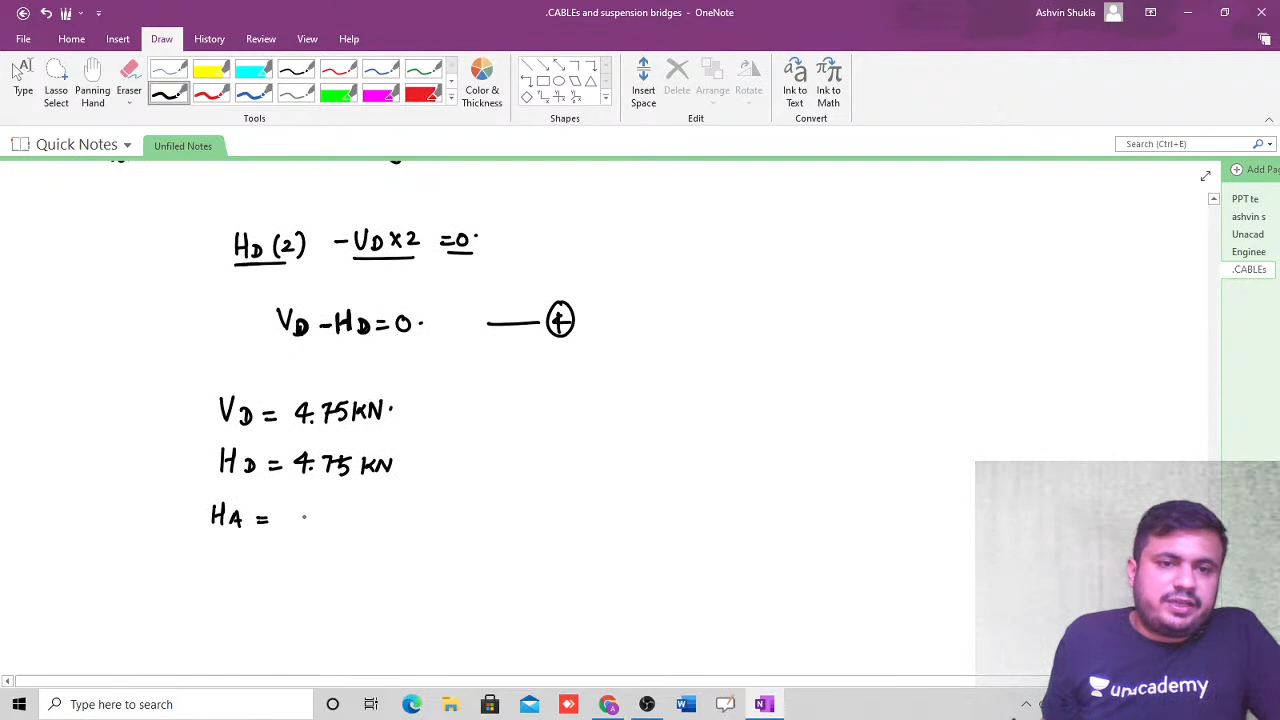 .CABLEs and suspension bridges - OneNote
Ashvin Shukla
File Home Insert Draw History Review View Help
Type
Lasso Select
Panning Hand
Eraser
Color & Thickness
Insert Space
Delete
Arrange
Rotate
Ink to Text
Ink to Math
Tools
Shapes
Edit
Convert
Quick Notes
Unfiled Notes
Search (Ctrl+E)
Add Pag
PPT te
ashvin s
Unacad
Enginee
.CABLEs
HD (2) - VD × 2 = 0.
VD - HD = 0. — 4
VD = 4.75 KN.
HD = 4.75 KN
HA =
unacademy
Type here to search